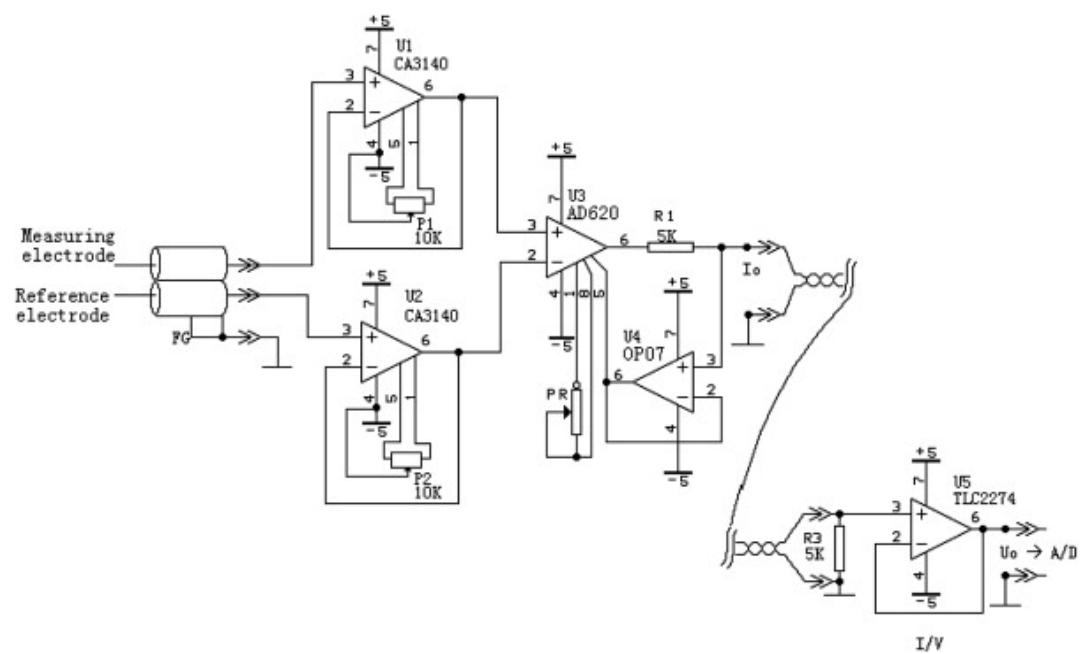 +5
7
U1
CA3140
3
6
2
4
5
1
-5
P1
10K
Measuring
electrode
Reference
electrode
FG
+5
7
U2
CA3140
3
6
2
4
5
1
-5
P2
10K
+5
7
U3
AD620
3
6
2
4
1
8
5
-5
PR
R1
5K
Io
+5
7
U4
OP07
3
6
2
4
-5
R3
5K
+5
7
U5
TLC2274
3
6
2
4
-5
Uo → A/D
I/V